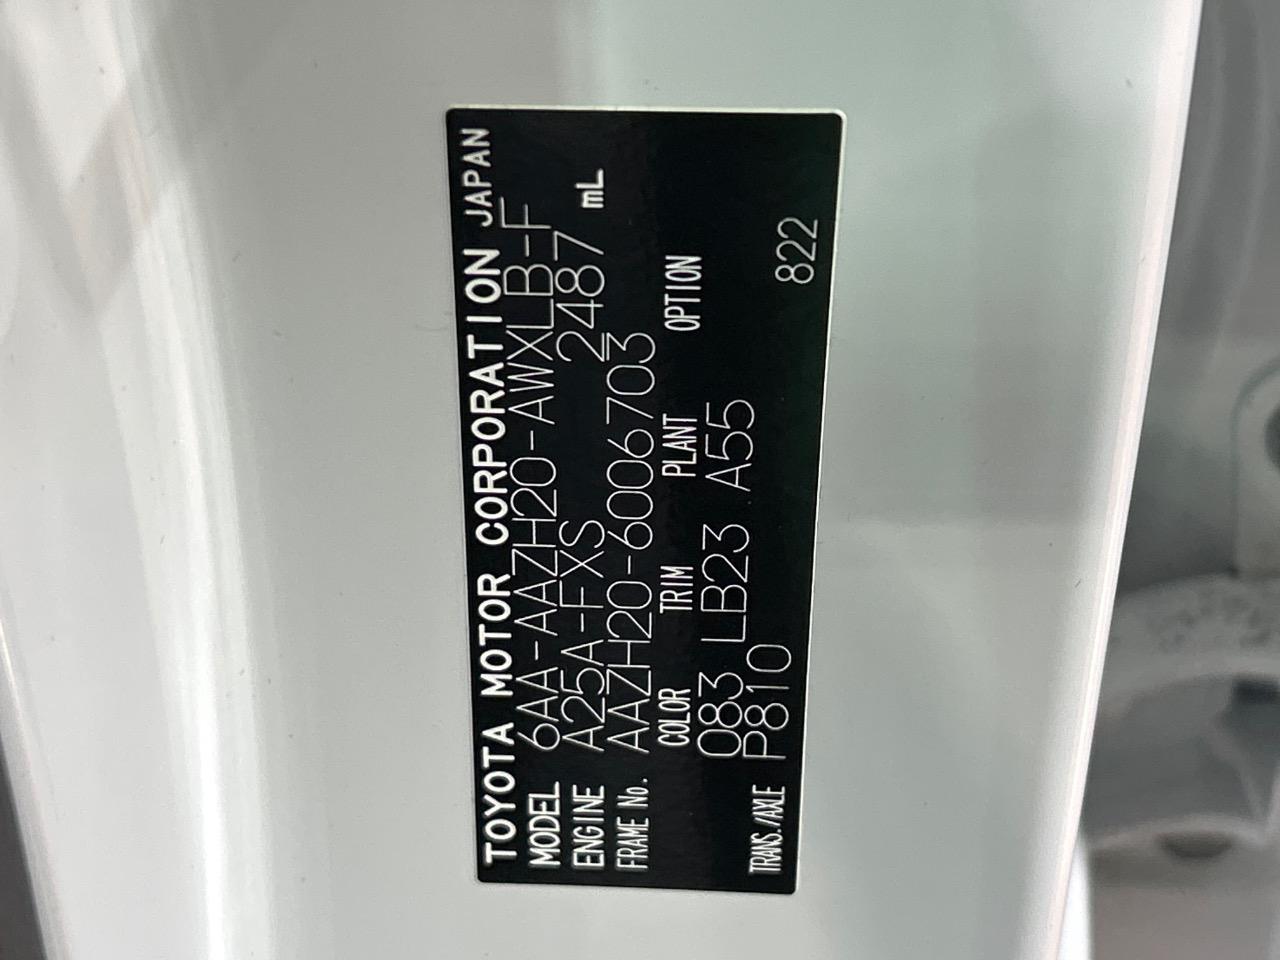 TOYOTA MOTOR CORPORATION JAPAN
MODEL 6AA-AAZH20-AWXLB-F
ENGINE A25A-FXS 2487 mL
FRAME No. AAZH20-6006703
COLOR TRIM PLANT OPTION
083 LB23 A55
TRANS./AXLE P810 822